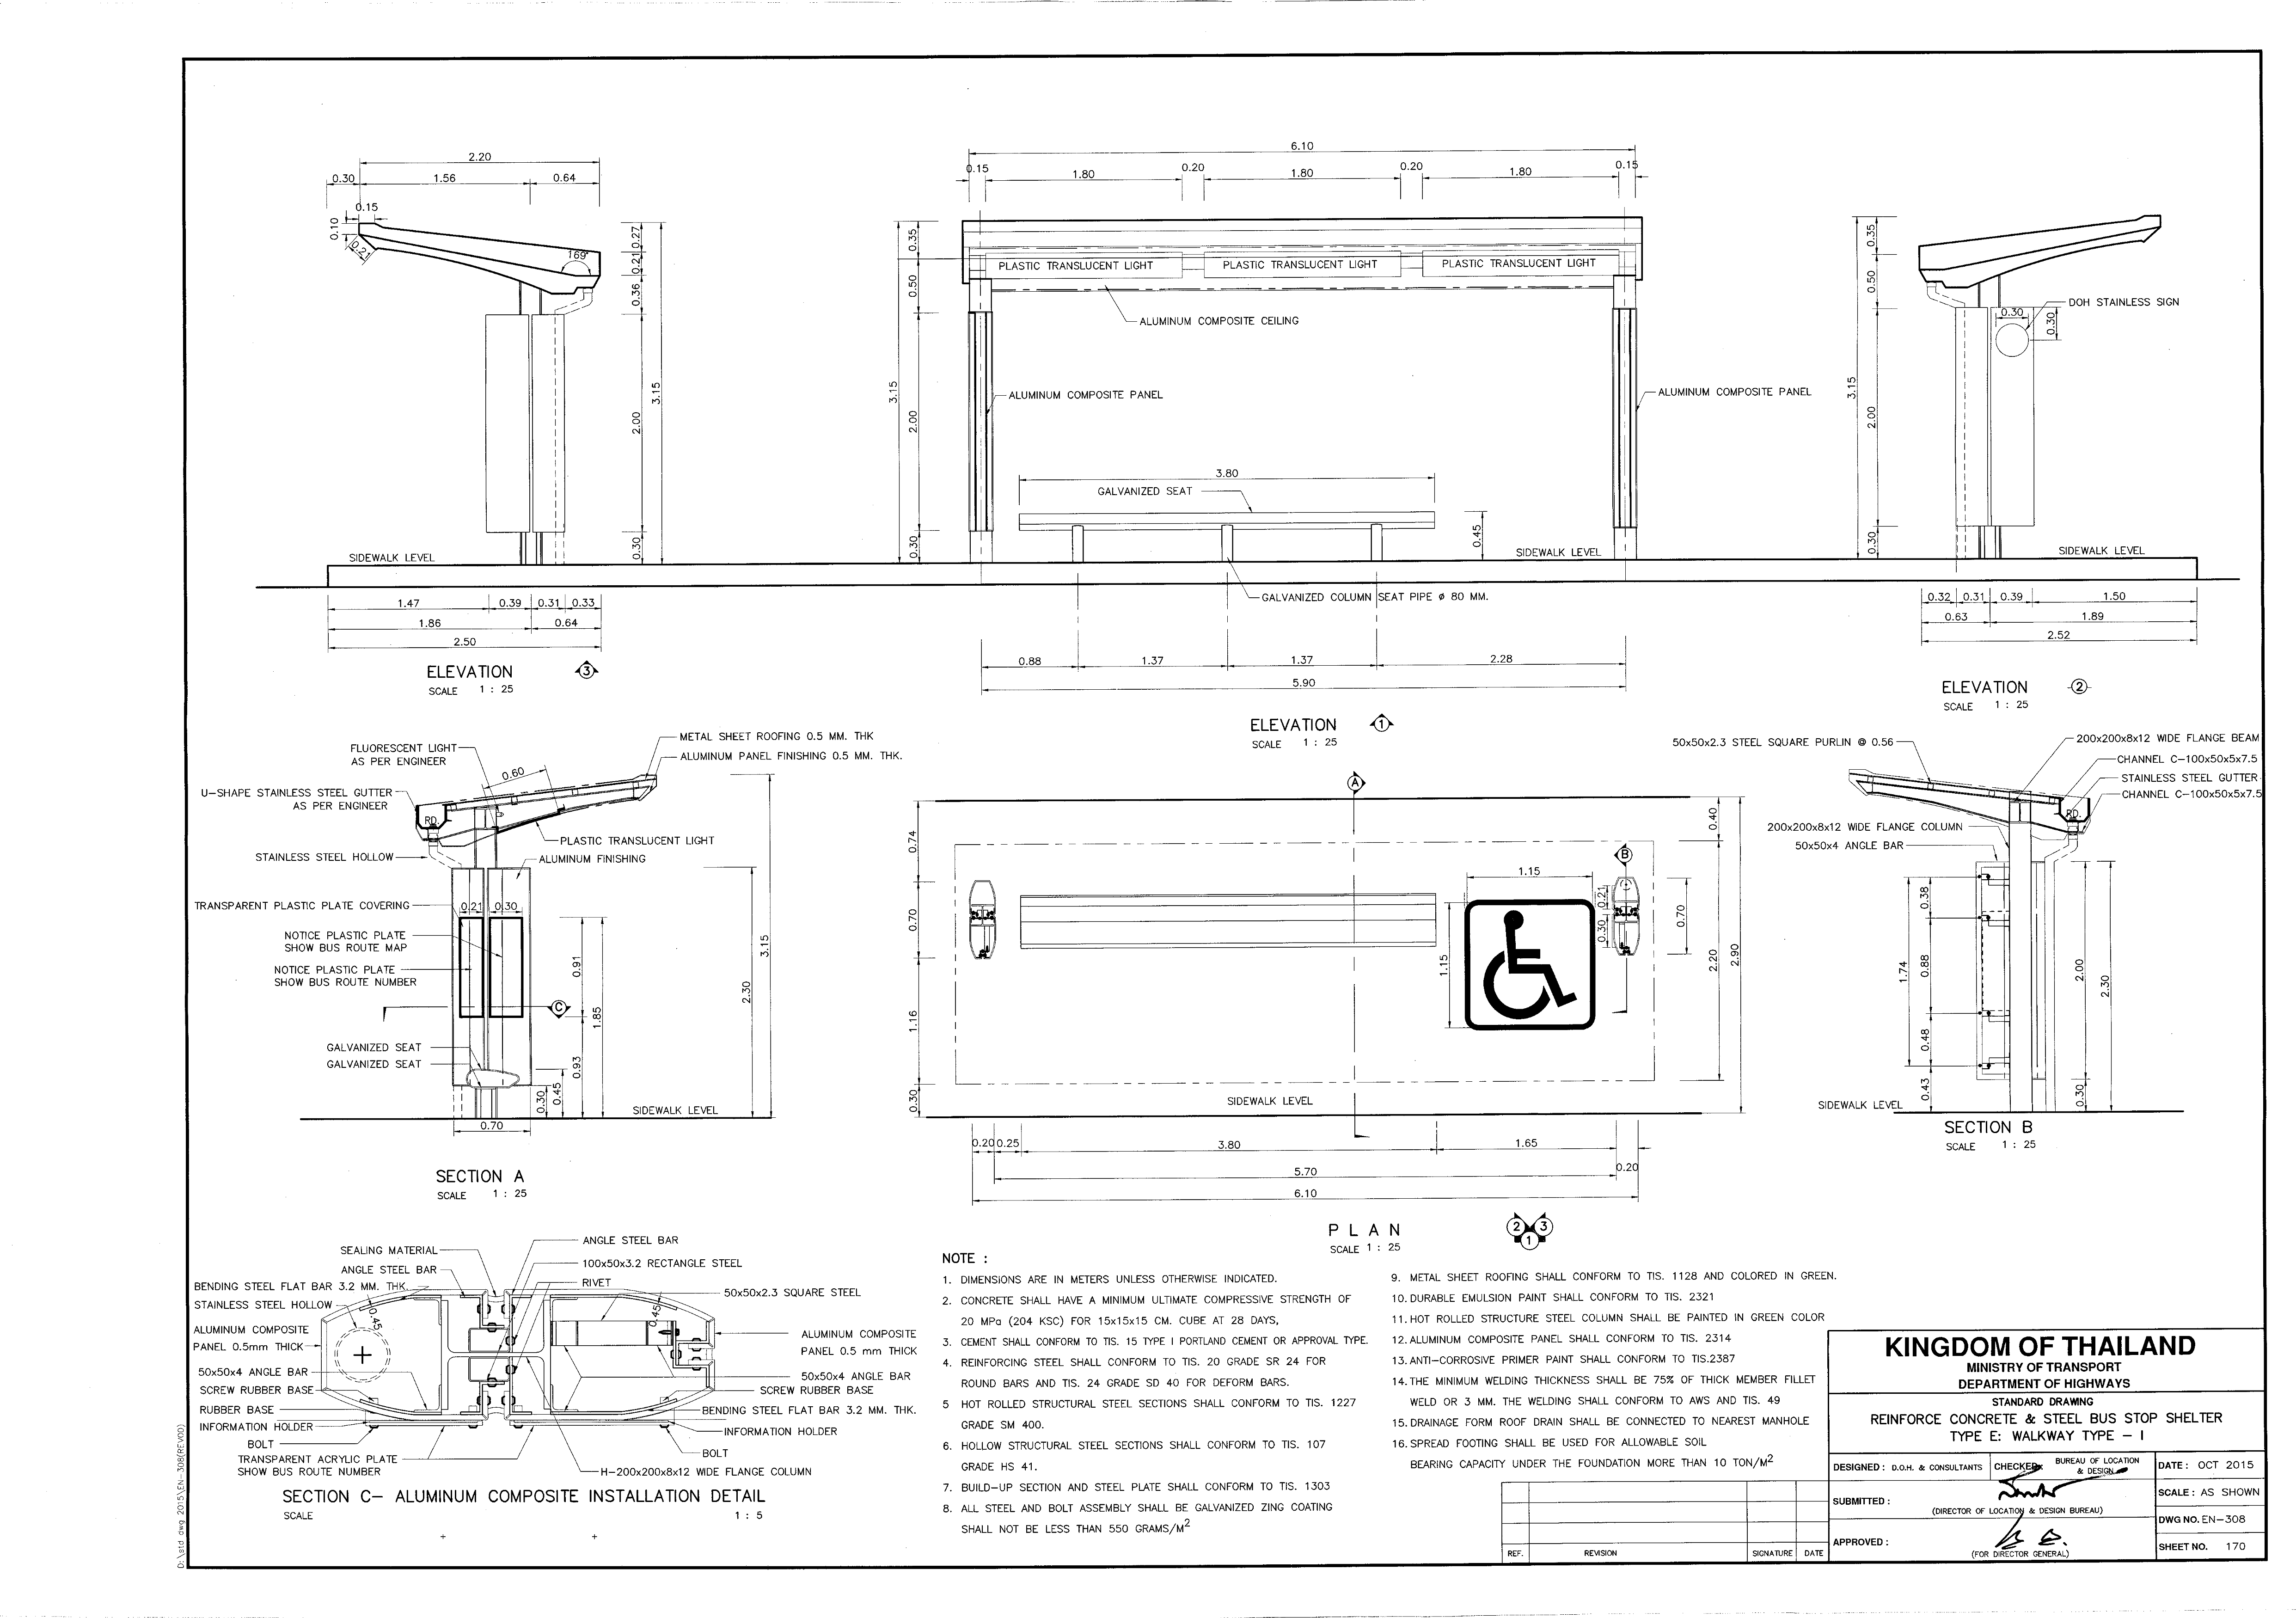 2.20
0.30 1.56 0.64
0.15
0.10
0.21
169°
0.27
0.21
0.36
2.00
3.15
0.30
SIDEWALK LEVEL
1.47 0.39 0.31 0.33
1.86 0.64
2.50
ELEVATION 3
SCALE 1 : 25
6.10
0.15 1.80 0.20 1.80 0.20 1.80 0.15
0.35
0.50
3.15
2.00
0.30
PLASTIC TRANSLUCENT LIGHT PLASTIC TRANSLUCENT LIGHT PLASTIC TRANSLUCENT LIGHT
ALUMINUM COMPOSITE CEILING
ALUMINUM COMPOSITE PANEL
ALUMINUM COMPOSITE PANEL
3.80
GALVANIZED SEAT
0.45
SIDEWALK LEVEL
GALVANIZED COLUMN SEAT PIPE ø 80 MM.
0.88 1.37 1.37 2.28
5.90
ELEVATION 1
SCALE 1 : 25
0.35
0.50
3.15
2.00
0.30
DOH STAINLESS SIGN
0.30
0.30
SIDEWALK LEVEL
0.32 0.31 0.39 1.50
0.63 1.89
2.52
ELEVATION 2
SCALE 1 : 25
METAL SHEET ROOFING 0.5 MM. THK
ALUMINUM PANEL FINISHING 0.5 MM. THK.
FLUORESCENT LIGHT
AS PER ENGINEER
0.60
U-SHAPE STAINLESS STEEL GUTTER
AS PER ENGINEER
RD.
PLASTIC TRANSLUCENT LIGHT
STAINLESS STEEL HOLLOW
ALUMINUM FINISHING
TRANSPARENT PLASTIC PLATE COVERING
0.21 0.30
NOTICE PLASTIC PLATE
SHOW BUS ROUTE MAP
NOTICE PLASTIC PLATE
SHOW BUS ROUTE NUMBER
C
GALVANIZED SEAT
GALVANIZED SEAT
0.91
0.93
1.85
2.30
3.15
0.30
0.45
SIDEWALK LEVEL
0.70
SECTION A
SCALE 1 : 25
A
B
0.74
0.70
1.16
0.30
1.15
1.15
0.21
0.30
0.70
0.40
2.20
2.90
SIDEWALK LEVEL
0.20 0.25 3.80 1.65
5.70 0.20
6.10
P L A N
SCALE 1 : 25
2 3
1
50x50x2.3 STEEL SQUARE PURLIN @ 0.56
200x200x8x12 WIDE FLANGE BEAM
CHANNEL C-100x50x5x7.5
STAINLESS STEEL GUTTER
CHANNEL C-100x50x5x7.5
RD.
200x200x8x12 WIDE FLANGE COLUMN
50x50x4 ANGLE BAR
0.38
0.88
0.48
0.43
1.74
2.00
2.30
0.30
SIDEWALK LEVEL
SECTION B
SCALE 1 : 25
ANGLE STEEL BAR
SEALING MATERIAL
100x50x3.2 RECTANGLE STEEL
ANGLE STEEL BAR
RIVET
BENDING STEEL FLAT BAR 3.2 MM. THK.
50x50x2.3 SQUARE STEEL
STAINLESS STEEL HOLLOW
0.45
0.45
ALUMINUM COMPOSITE
PANEL 0.5mm THICK
ALUMINUM COMPOSITE
PANEL 0.5 mm THICK
50x50x4 ANGLE BAR
50x50x4 ANGLE BAR
SCREW RUBBER BASE
SCREW RUBBER BASE
RUBBER BASE
BENDING STEEL FLAT BAR 3.2 MM. THK.
INFORMATION HOLDER
INFORMATION HOLDER
BOLT
BOLT
TRANSPARENT ACRYLIC PLATE
SHOW BUS ROUTE NUMBER
H-200x200x8x12 WIDE FLANGE COLUMN
SECTION C- ALUMINUM COMPOSITE INSTALLATION DETAIL
SCALE 1 : 5
D:\std dwg 2015\EN-308(REV00)
NOTE :
1. DIMENSIONS ARE IN METERS UNLESS OTHERWISE INDICATED.
2. CONCRETE SHALL HAVE A MINIMUM ULTIMATE COMPRESSIVE STRENGTH OF
20 MPa (204 KSC) FOR 15x15x15 CM. CUBE AT 28 DAYS,
3. CEMENT SHALL CONFORM TO TIS. 15 TYPE I PORTLAND CEMENT OR APPROVAL TYPE.
4. REINFORCING STEEL SHALL CONFORM TO TIS. 20 GRADE SR 24 FOR
ROUND BARS AND TIS. 24 GRADE SD 40 FOR DEFORM BARS.
5 HOT ROLLED STRUCTURAL STEEL SECTIONS SHALL CONFORM TO TIS. 1227
GRADE SM 400.
6. HOLLOW STRUCTURAL STEEL SECTIONS SHALL CONFORM TO TIS. 107
GRADE HS 41.
7. BUILD-UP SECTION AND STEEL PLATE SHALL CONFORM TO TIS. 1303
8. ALL STEEL AND BOLT ASSEMBLY SHALL BE GALVANIZED ZING COATING
SHALL NOT BE LESS THAN 550 GRAMS/M2
9. METAL SHEET ROOFING SHALL CONFORM TO TIS. 1128 AND COLORED IN GREEN.
10. DURABLE EMULSION PAINT SHALL CONFORM TO TIS. 2321
11. HOT ROLLED STRUCTURE STEEL COLUMN SHALL BE PAINTED IN GREEN COLOR
12. ALUMINUM COMPOSITE PANEL SHALL CONFORM TO TIS. 2314
13. ANTI-CORROSIVE PRIMER PAINT SHALL CONFORM TO TIS.2387
14. THE MINIMUM WELDING THICKNESS SHALL BE 75% OF THICK MEMBER FILLET
WELD OR 3 MM. THE WELDING SHALL CONFORM TO AWS AND TIS. 49
15. DRAINAGE FORM ROOF DRAIN SHALL BE CONNECTED TO NEAREST MANHOLE
16. SPREAD FOOTING SHALL BE USED FOR ALLOWABLE SOIL
BEARING CAPACITY UNDER THE FOUNDATION MORE THAN 10 TON/M2
REF. REVISION SIGNATURE DATE
KINGDOM OF THAILAND
MINISTRY OF TRANSPORT
DEPARTMENT OF HIGHWAYS
STANDARD DRAWING
REINFORCE CONCRETE & STEEL BUS STOP SHELTER
TYPE E: WALKWAY TYPE – I
DESIGNED : D.O.H. & CONSULTANTS CHECKED: BUREAU OF LOCATION & DESIGN DATE : OCT 2015
SUBMITTED : SCALE : AS SHOWN
(DIRECTOR OF LOCATION & DESIGN BUREAU)
DWG NO. EN-308
APPROVED :
(FOR DIRECTOR GENERAL) SHEET NO. 170